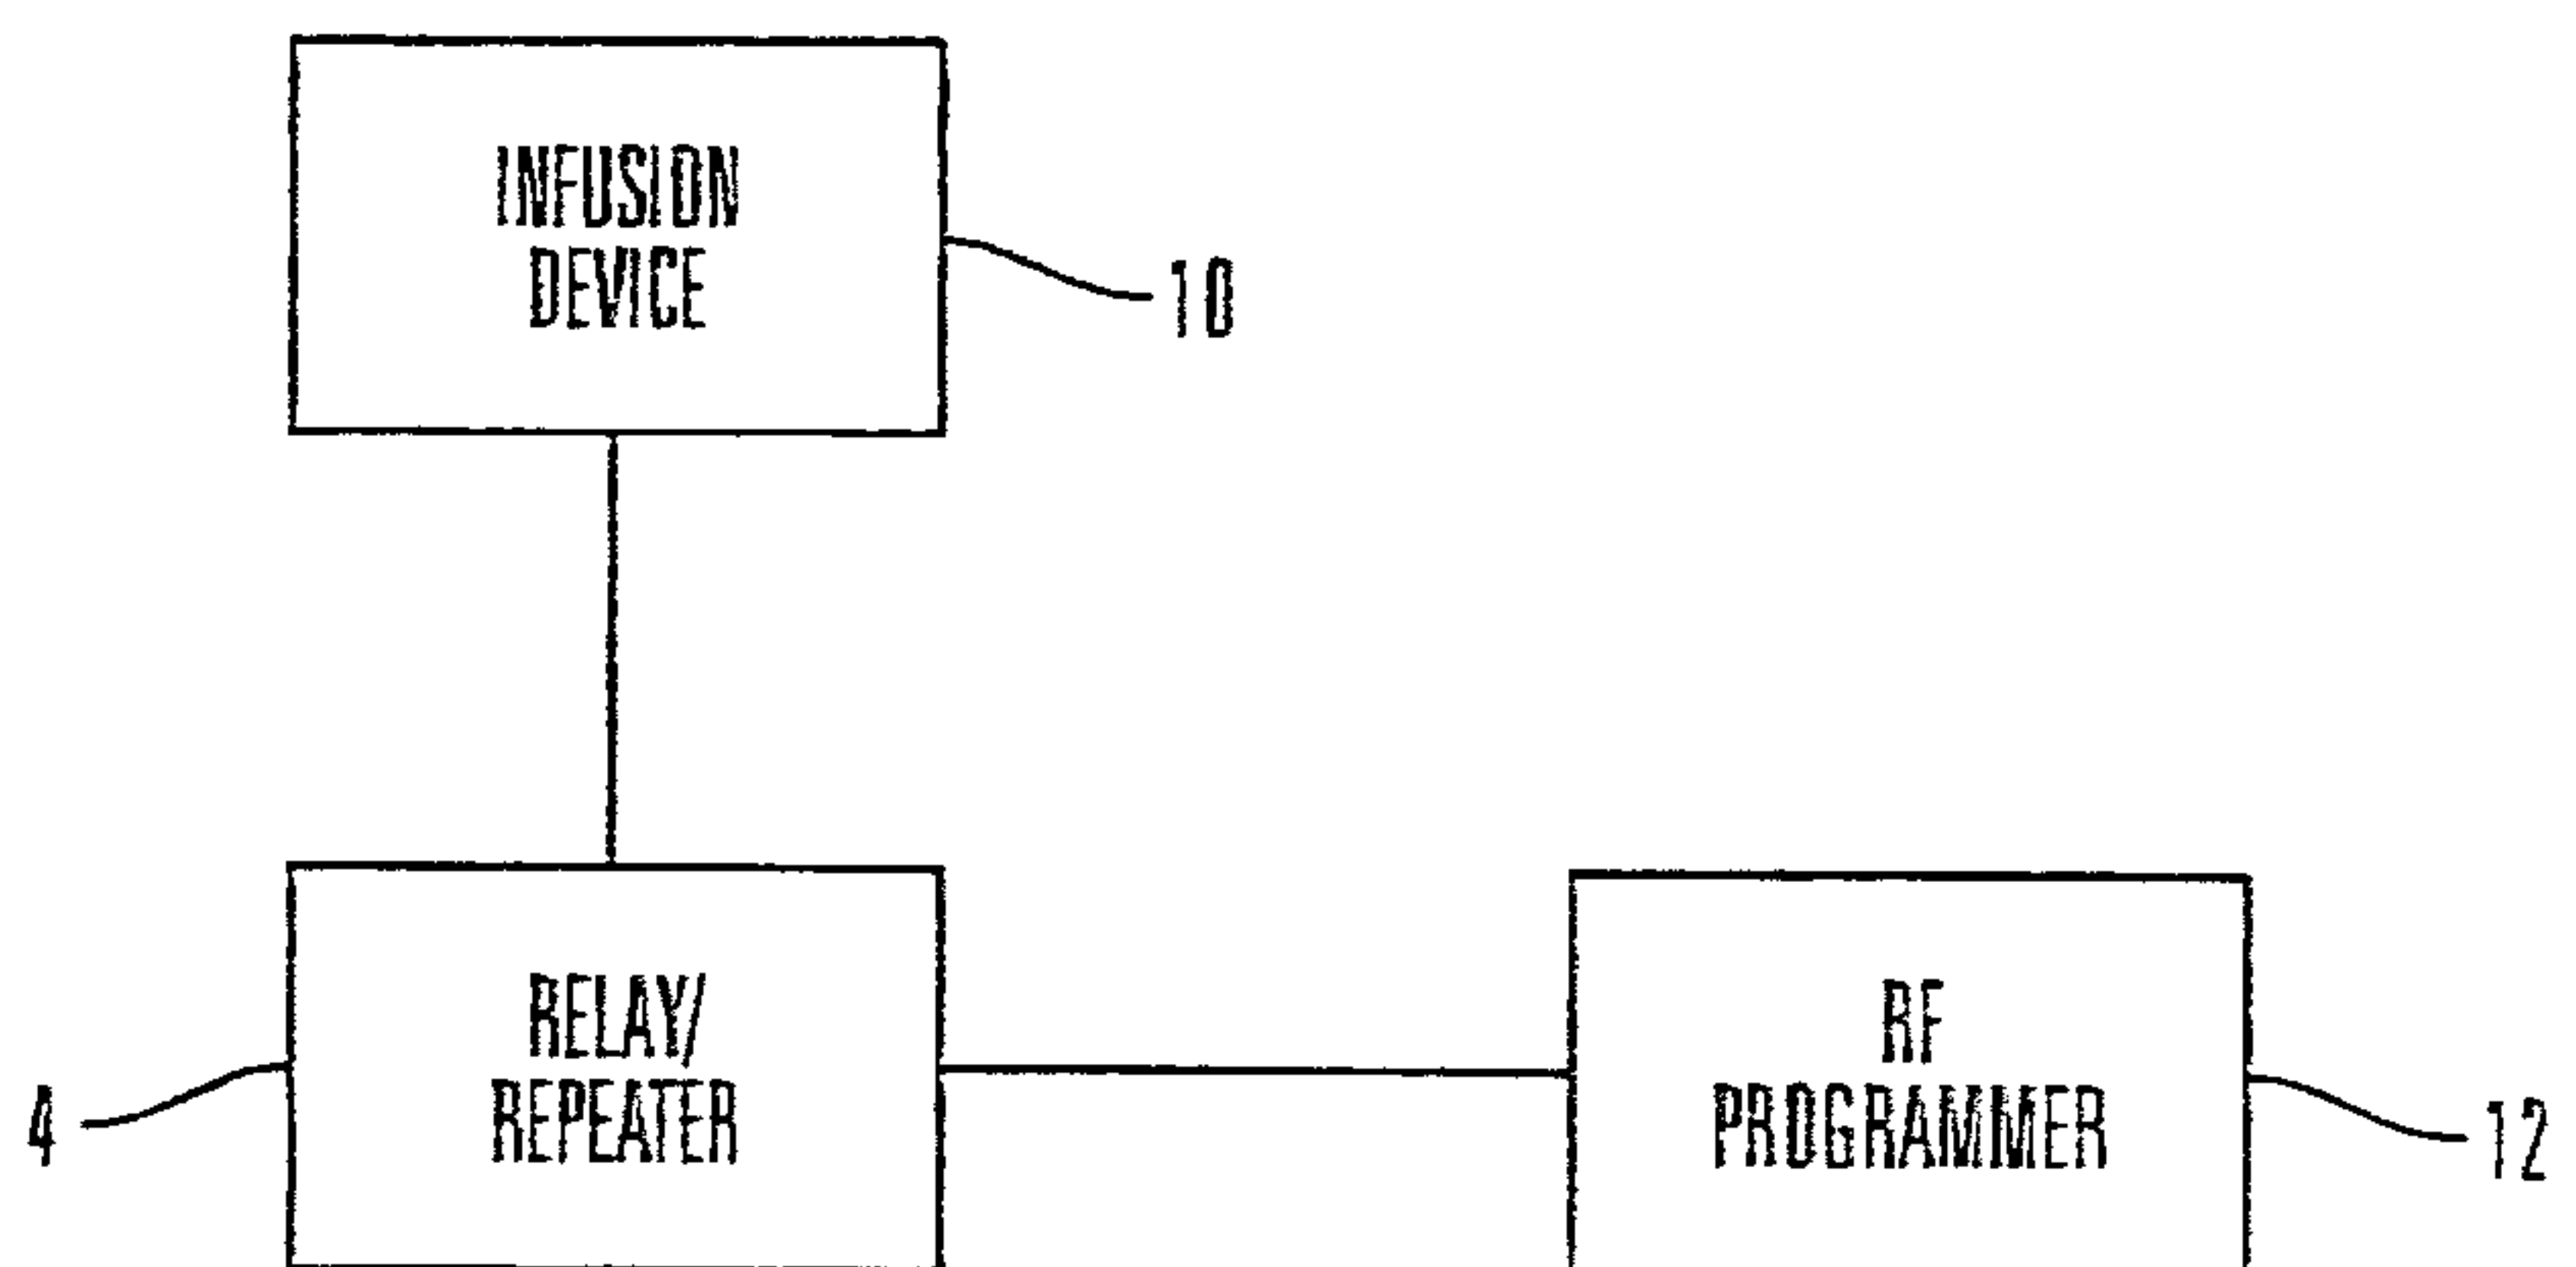 INFUSION
DEVICE
10
RELAY/
REPEATER
4
RF
PROGRAMMER
12